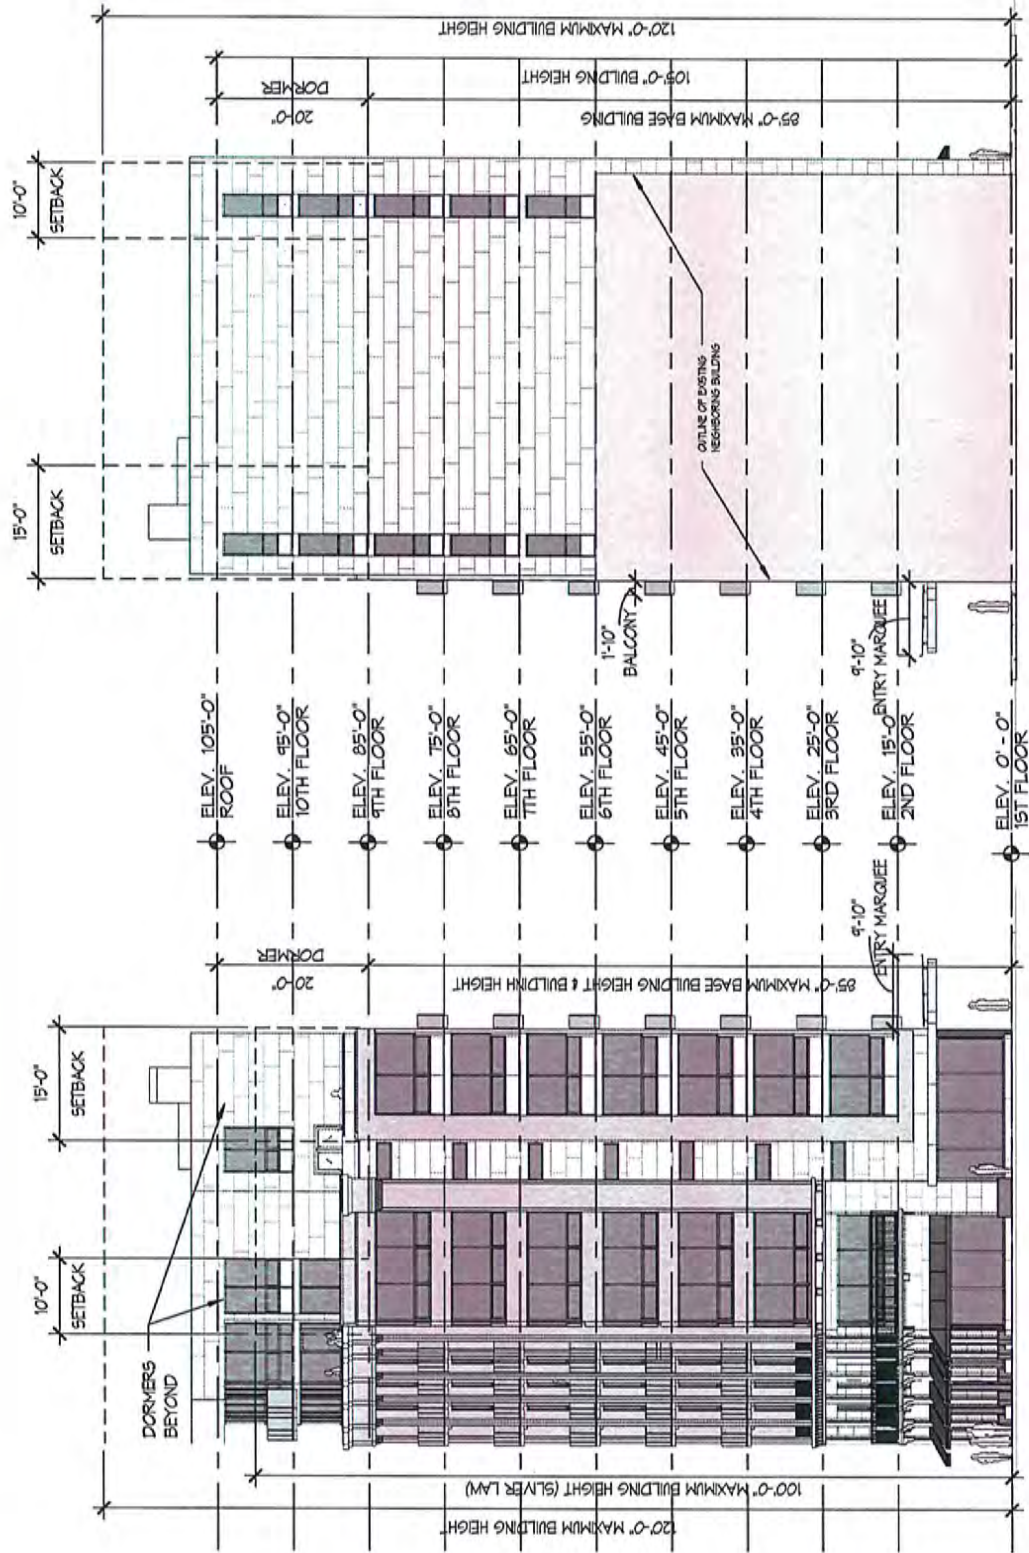 15'-0"
SETBACK
10'-0"
SETBACK
120'-0" MAXIMUM BUILDING HEIGHT
105'-0" BUILDING HEIGHT
20'-0"
DORMER
85'-0" MAXIMUM BASE BUILDING
OUTLINE OF EXISTING
NEIGHBORING BUILDING
1'-10"
BALCONY
9'-10"
ENTRY MARQUEE
ELEV. 105'-0"
ROOF
ELEV. 95'-0"
10TH FLOOR
ELEV. 85'-0"
9TH FLOOR
ELEV. 75'-0"
8TH FLOOR
ELEV. 65'-0"
7TH FLOOR
ELEV. 55'-0"
6TH FLOOR
ELEV. 45'-0"
5TH FLOOR
ELEV. 35'-0"
4TH FLOOR
ELEV. 25'-0"
3RD FLOOR
ELEV. 15'-0"
2ND FLOOR
ELEV. 0' - 0"
1ST FLOOR
10'-0"
SETBACK
15'-0"
SETBACK
DORMERS
BEYOND
20'-0"
DORMER
85'-0" MAXIMUM BASE BUILDING HEIGHT & BUILDINH HEIGHT
9'-10"
ENTRY MARQUEE
100'-0" MAXIMUM BUILDING HEIGHT (SLIVER LAW)
120'-0" MAXIMUM BUILDING HEIGH"